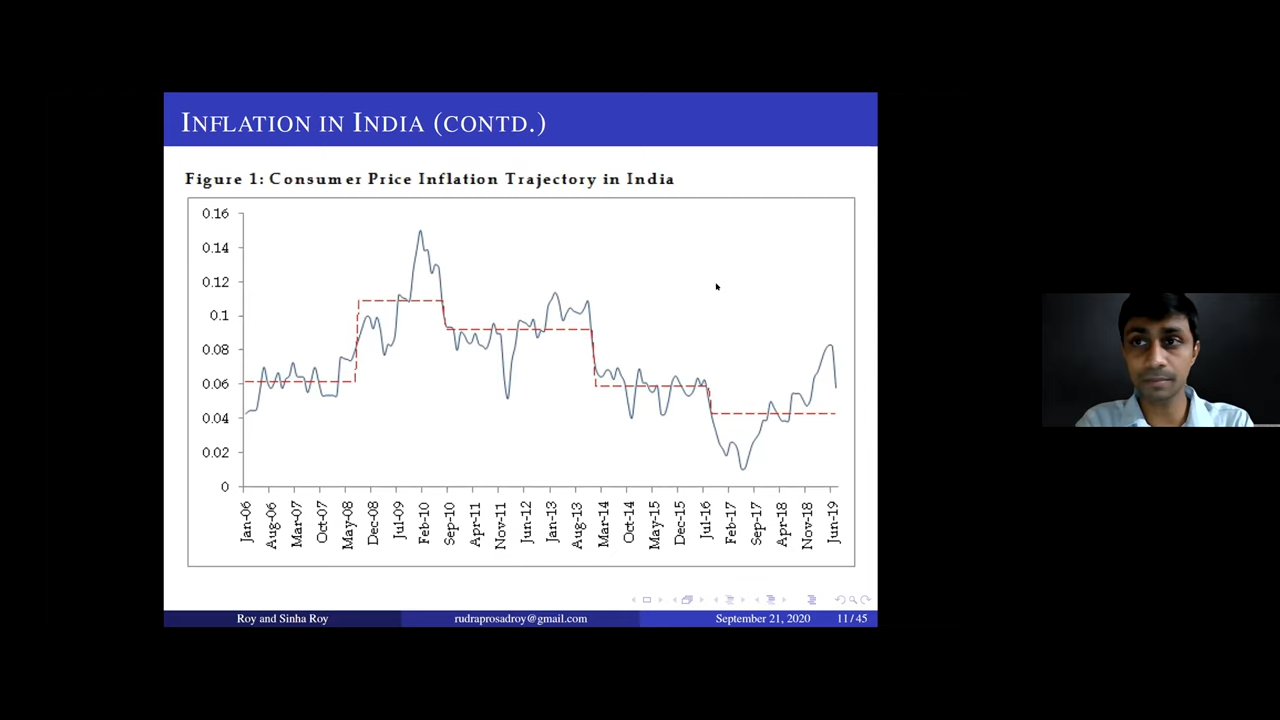 INFLATION IN INDIA (CONTD.)
Figure 1: Consumer Price Inflation Trajectory in India
0.16
0.14
0.12
0.1
0.08
0.06
0.04
0.02
0
Jan-06
Aug-06
Mar-07
Oct-07
May-08
Dec-08
Jul-09
Feb-10
Sep-10
Apr-11
Nov-11
Jun-12
Jan-13
Aug-13
Mar-14
Oct-14
May-15
Dec-15
Jul-16
Feb-17
Sep-17
Apr-18
Nov-18
Jun-19
Roy and Sinha Roy
rudraprosadroy@gmail.com
September 21, 2020
11 / 45